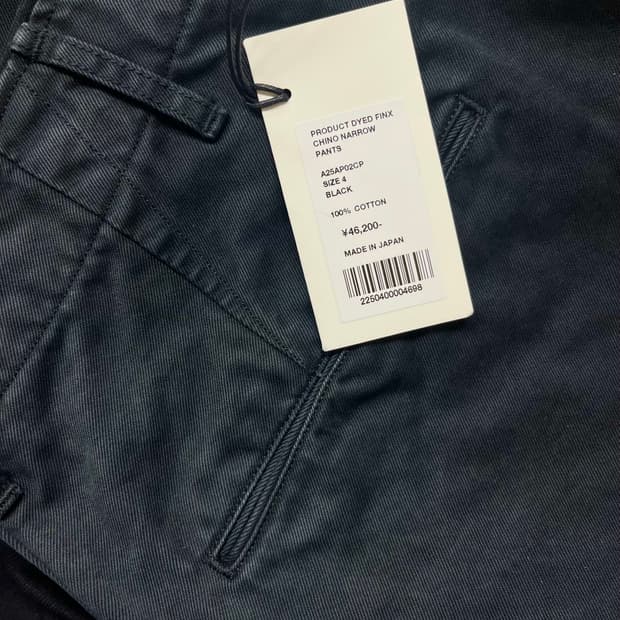 PRODUCT DYED FINX
CHINO NARROW
PANTS
A25AP02CP
SIZE 4
BLACK
100% COTTON
¥46,200-
MADE IN JAPAN
2250400004698